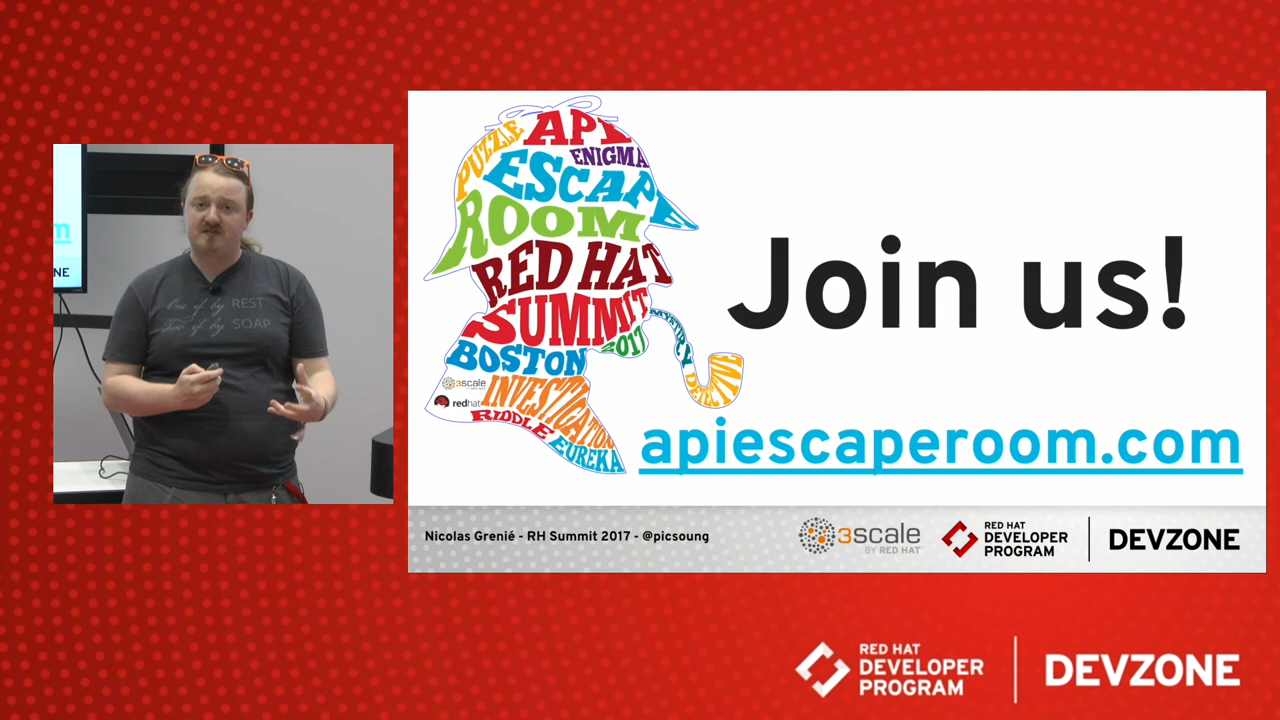 m
NE
One if by REST
Two if by SOAP
PUZZLE
API
ENIGMA
ESCAPE
ROOM
RED HAT
SUMMIT
2017
MYSTERY
DETECTIVE
BOSTON
3scale
redhat
INVESTIGATION
RIDDLE
EUREKA
Join us!
apiescaperoom.com
Nicolas Grenié - RH Summit 2017 - @picsoung
3scale
BY RED HAT
RED HAT
DEVELOPER
PROGRAM
DEVZONE
RED HAT
DEVELOPER
PROGRAM
DEVZONE